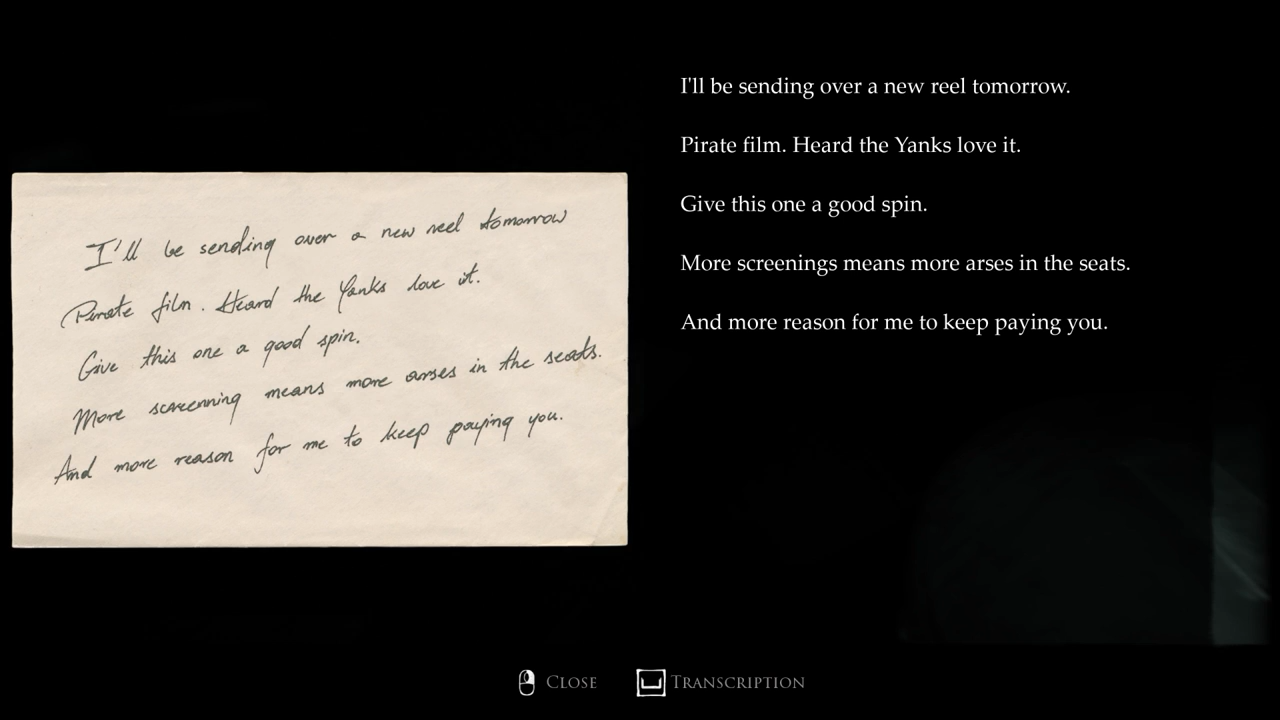 I'll be sending over a new reel tomorrow
Pirate film. Heard the Yanks love it.
Give this one a good spin.
More screenning means more arses in the seats.
And more reason for me to keep paying you.
I'll be sending over a new reel tomorrow.
Pirate film. Heard the Yanks love it.
Give this one a good spin.
More screenings means more arses in the seats.
And more reason for me to keep paying you.
Close
Transcription